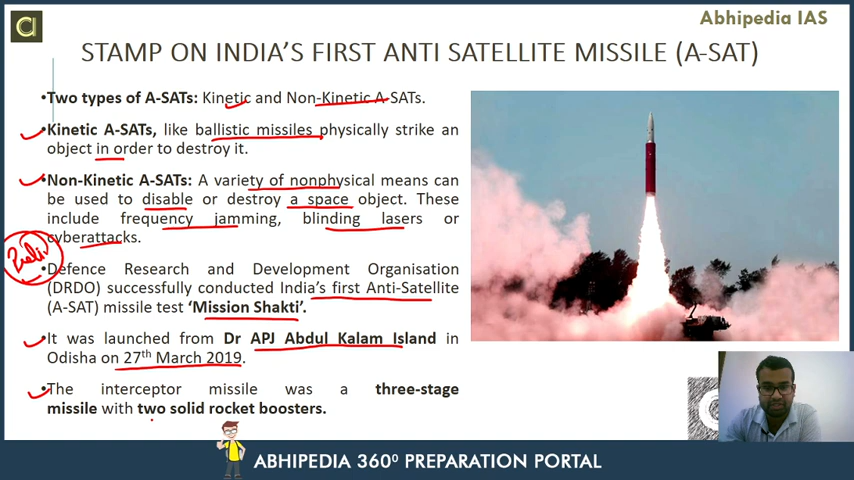 Abhipedia IAS
STAMP ON INDIA'S FIRST ANTI SATELLITE MISSILE (A-SAT)
•Two types of A-SATs: Kinetic and Non-Kinetic A-SATs.
•Kinetic A-SATs, like ballistic missiles physically strike an
object in order to destroy it.
•Non-Kinetic A-SATs: A variety of nonphysical means can
be used to disable or destroy a space object. These
include frequency jamming, blinding lasers or
cyberattacks.
•Defence Research and Development Organisation
(DRDO) successfully conducted India's first Anti-Satellite
(A-SAT) missile test 'Mission Shakti'.
•It was launched from Dr APJ Abdul Kalam Island in
Odisha on 27th March 2019.
•The interceptor missile was a three-stage
missile with two solid rocket boosters.
ABHIPEDIA 360⁰ PREPARATION PORTAL